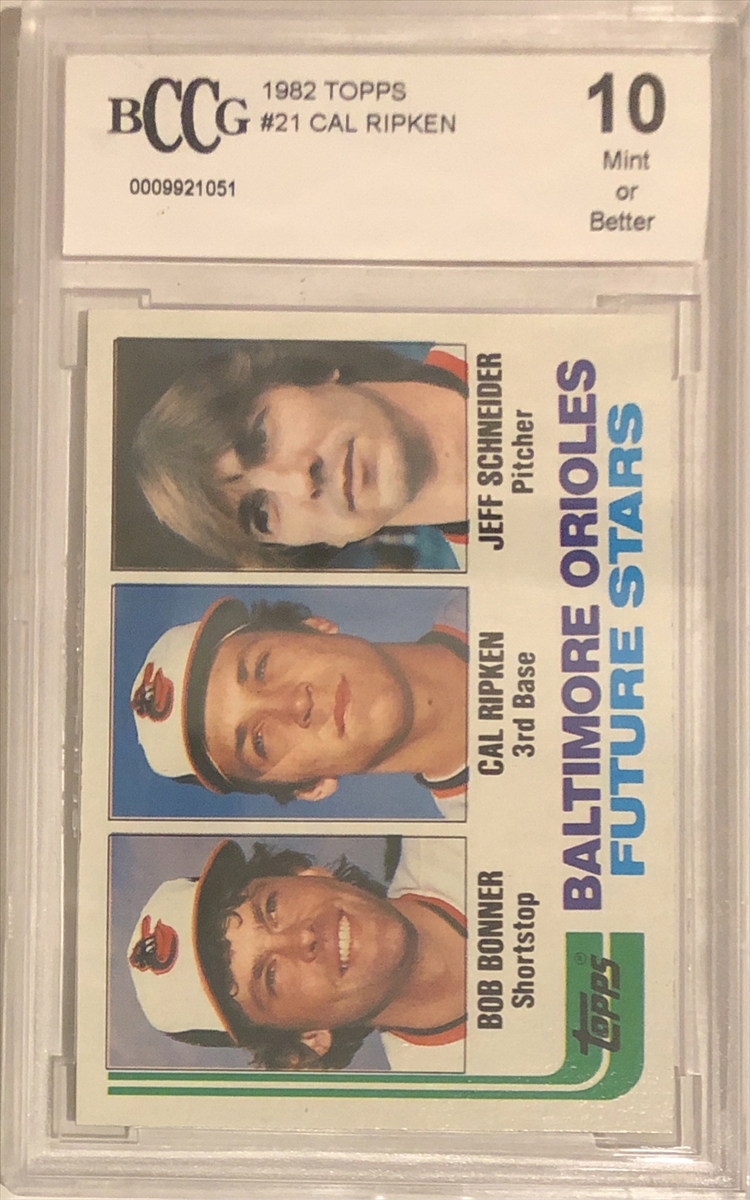 BCCG
1982 TOPPS
#21 CAL RIPKEN
0009921051
10
Mint
or
Better
BOB BONNER
Shortstop
CAL RIPKEN
3rd Base
JEFF SCHNEIDER
Pitcher
topps®
BALTIMORE ORIOLES
FUTURE STARS